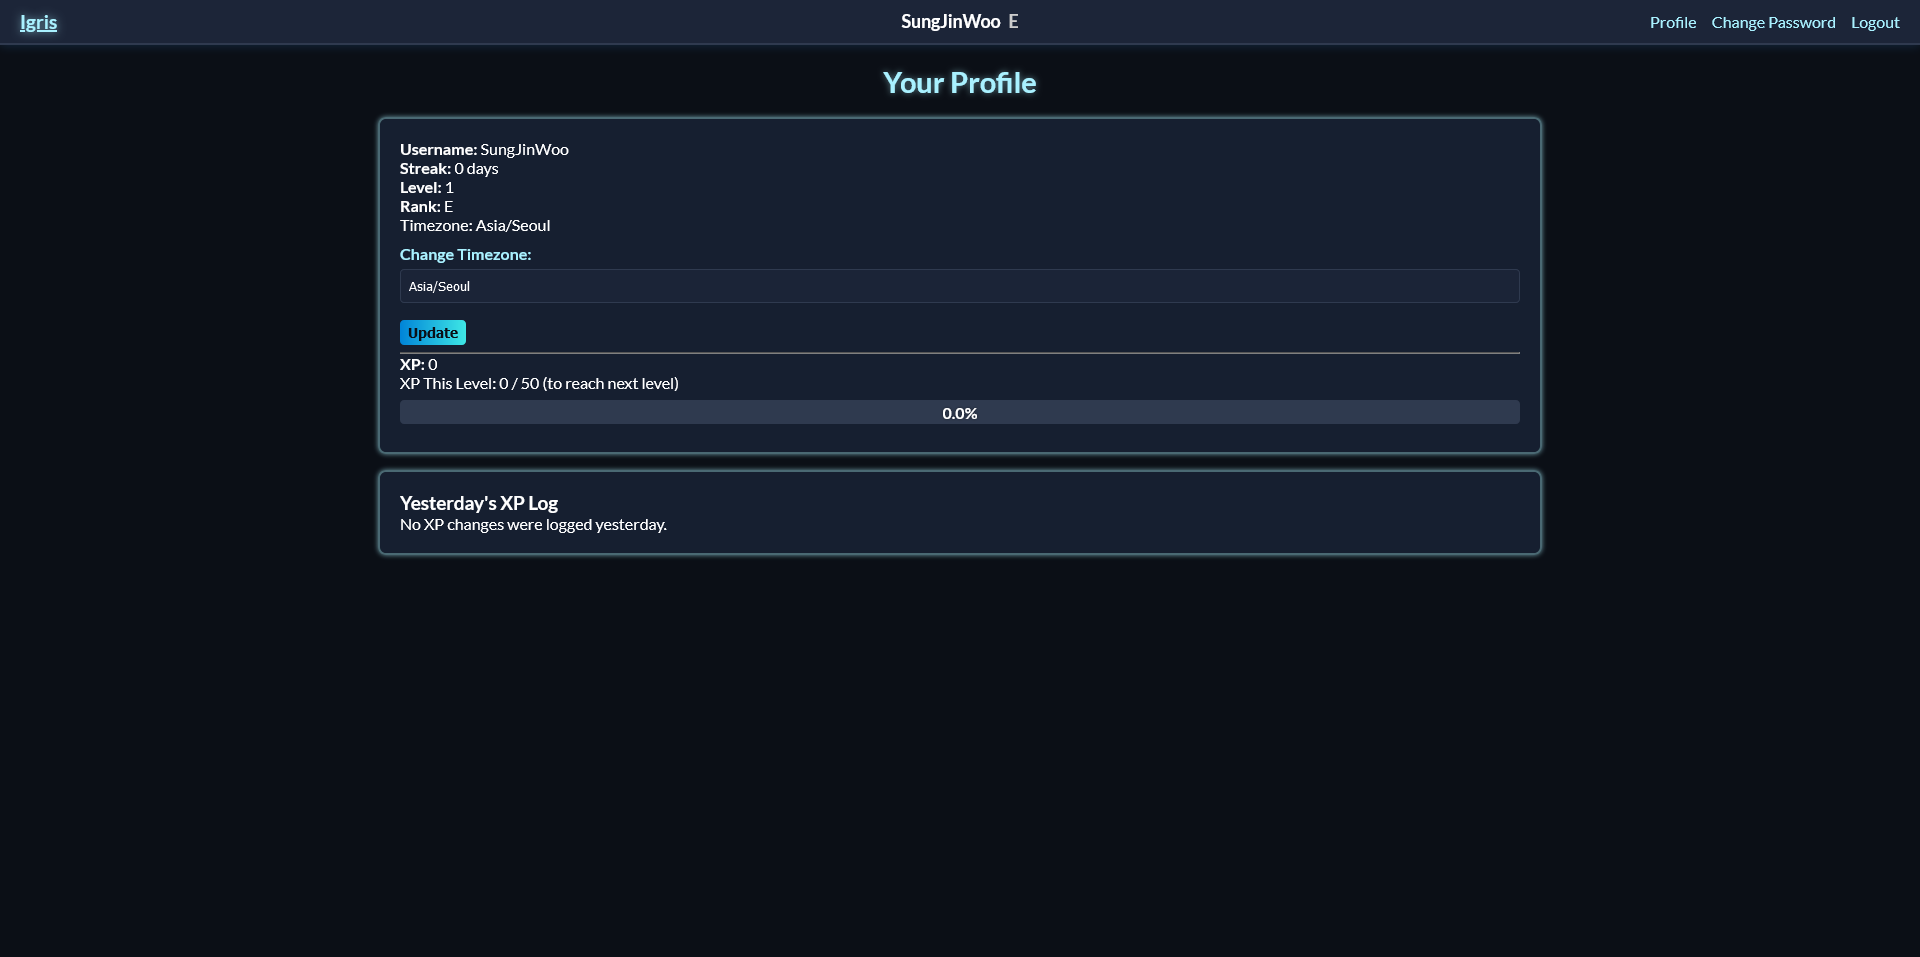 Igris
SungJinWoo E
Profile Change Password Logout
Your Profile
Username: SungJinWoo
Streak: 0 days
Level: 1
Rank: E
Timezone: Asia/Seoul
Change Timezone:
Asia/Seoul
Update
XP: 0
XP This Level: 0 / 50 (to reach next level)
0.0%
Yesterday's XP Log
No XP changes were logged yesterday.